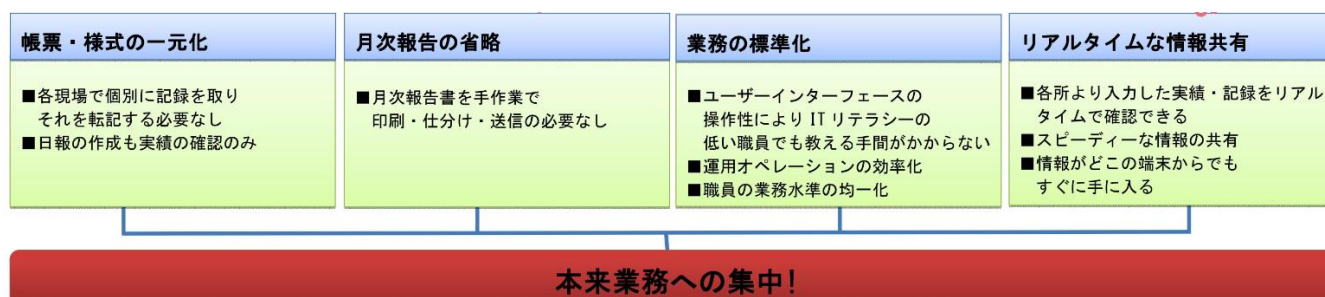 帳票・様式の一元化
■各現場で個別に記録を取り
それを転記する必要なし
■日報の作成も実績の確認のみ
月次報告の省略
■月次報告書を手作業で
印刷・仕分け・送信の必要なし
業務の標準化
■ユーザーインターフェースの
操作性により IT リテラシーの
低い職員でも教える手間がかからない
■運用オペレーションの効率化
■職員の業務水準の均一化
リアルタイムな情報共有
■各所より入力した実績・記録をリアル
タイムで確認できる
■スピーディーな情報の共有
■情報がどこの端末からでも
すぐに手に入る
本来業務への集中!